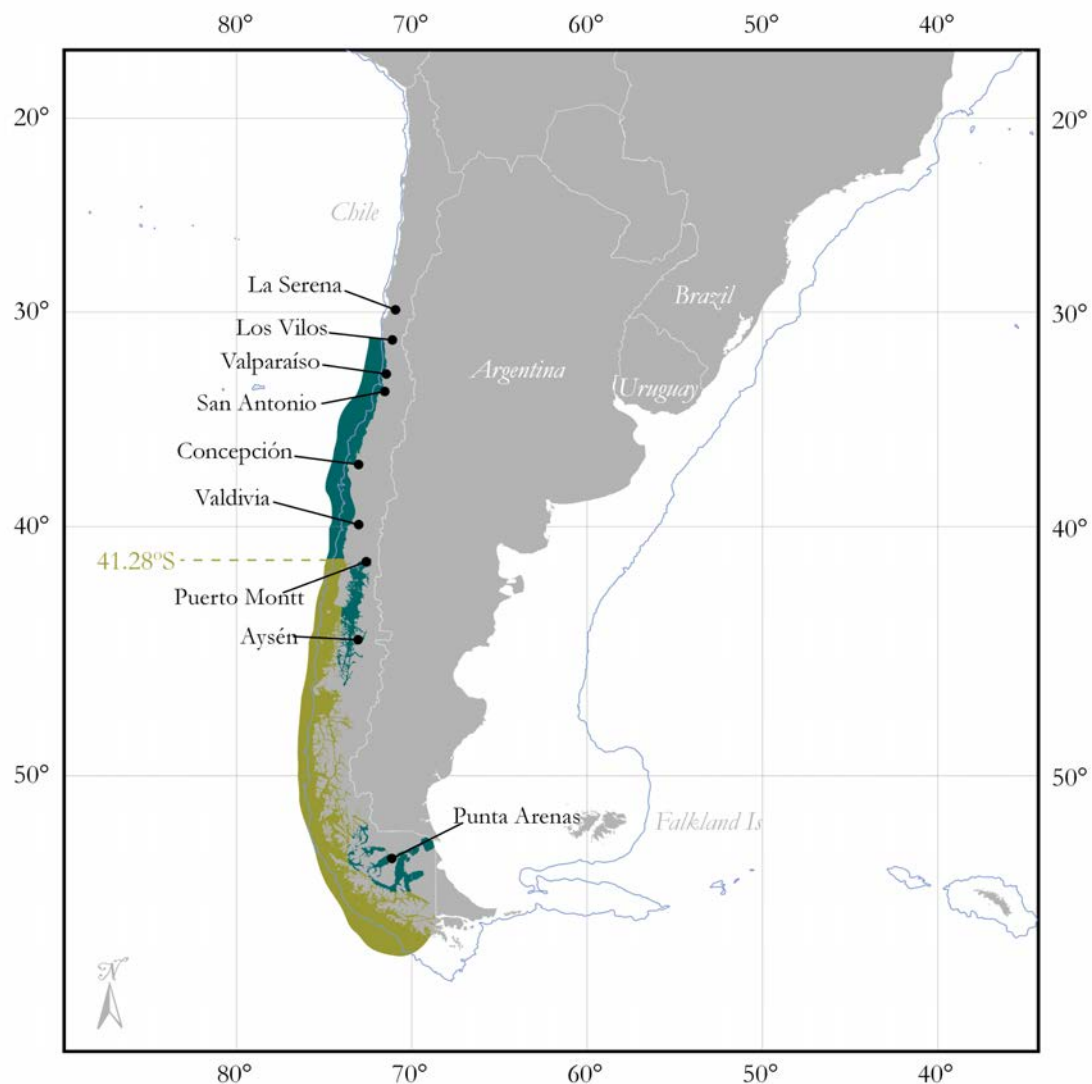 80° 70° 60° 50° 40°
20° 20°
Chile
La Serena
30° 30°
Brazil
Los Vilos
Valparaíso
Argentina
Uruguay
San Antonio
Concepción
Valdivia
40° 40°
41.28°S
Puerto Montt
Aysén
50° 50°
Punta Arenas
Falkland Is
N
80° 70° 60° 50° 40°